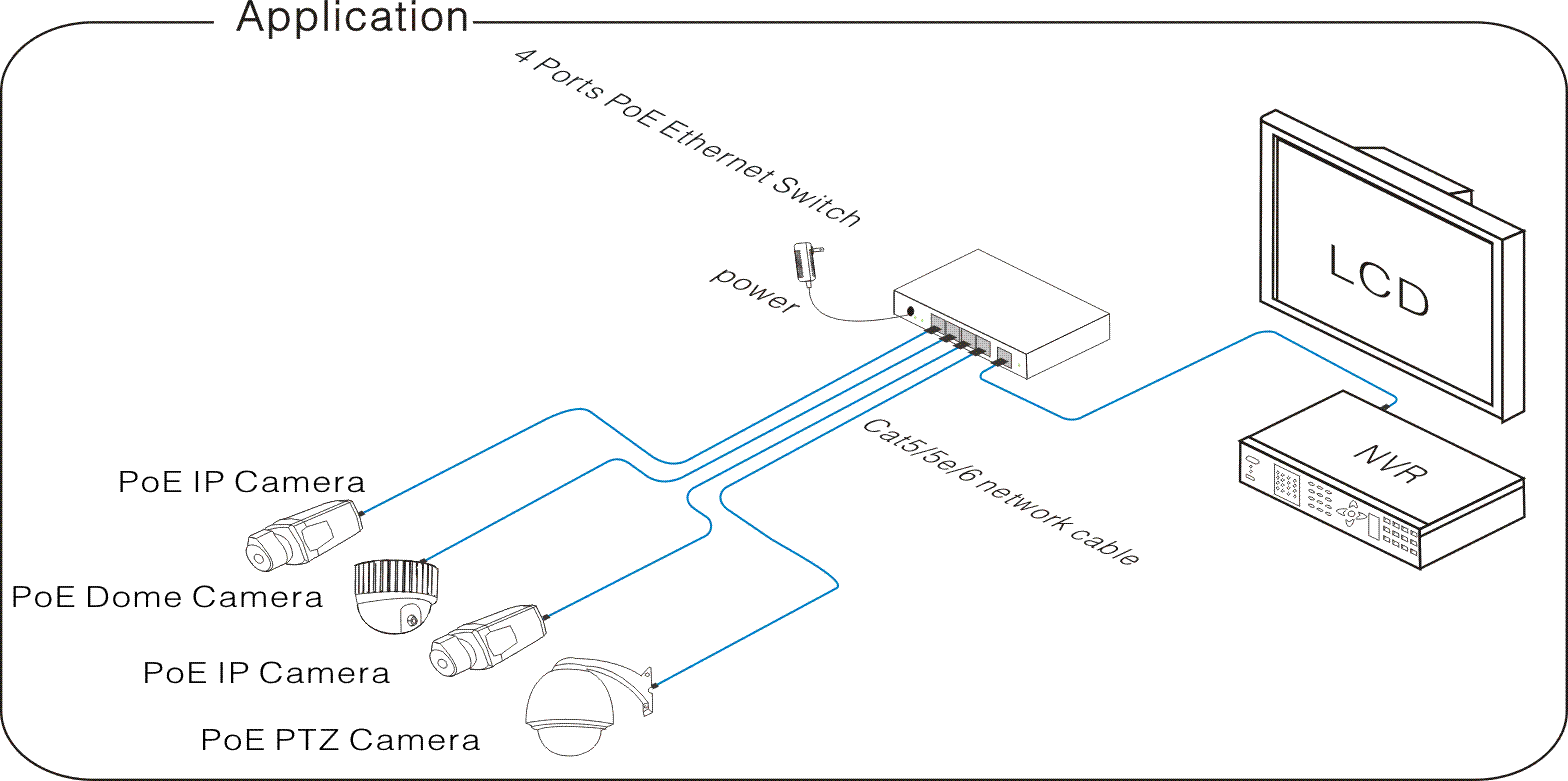 Application
4 Ports PoE Ethernet Switch
power
LCD
Cat5/5e/6 network cable
NVR
PoE IP Camera
PoE Dome Camera
PoE IP Camera
PoE PTZ Camera